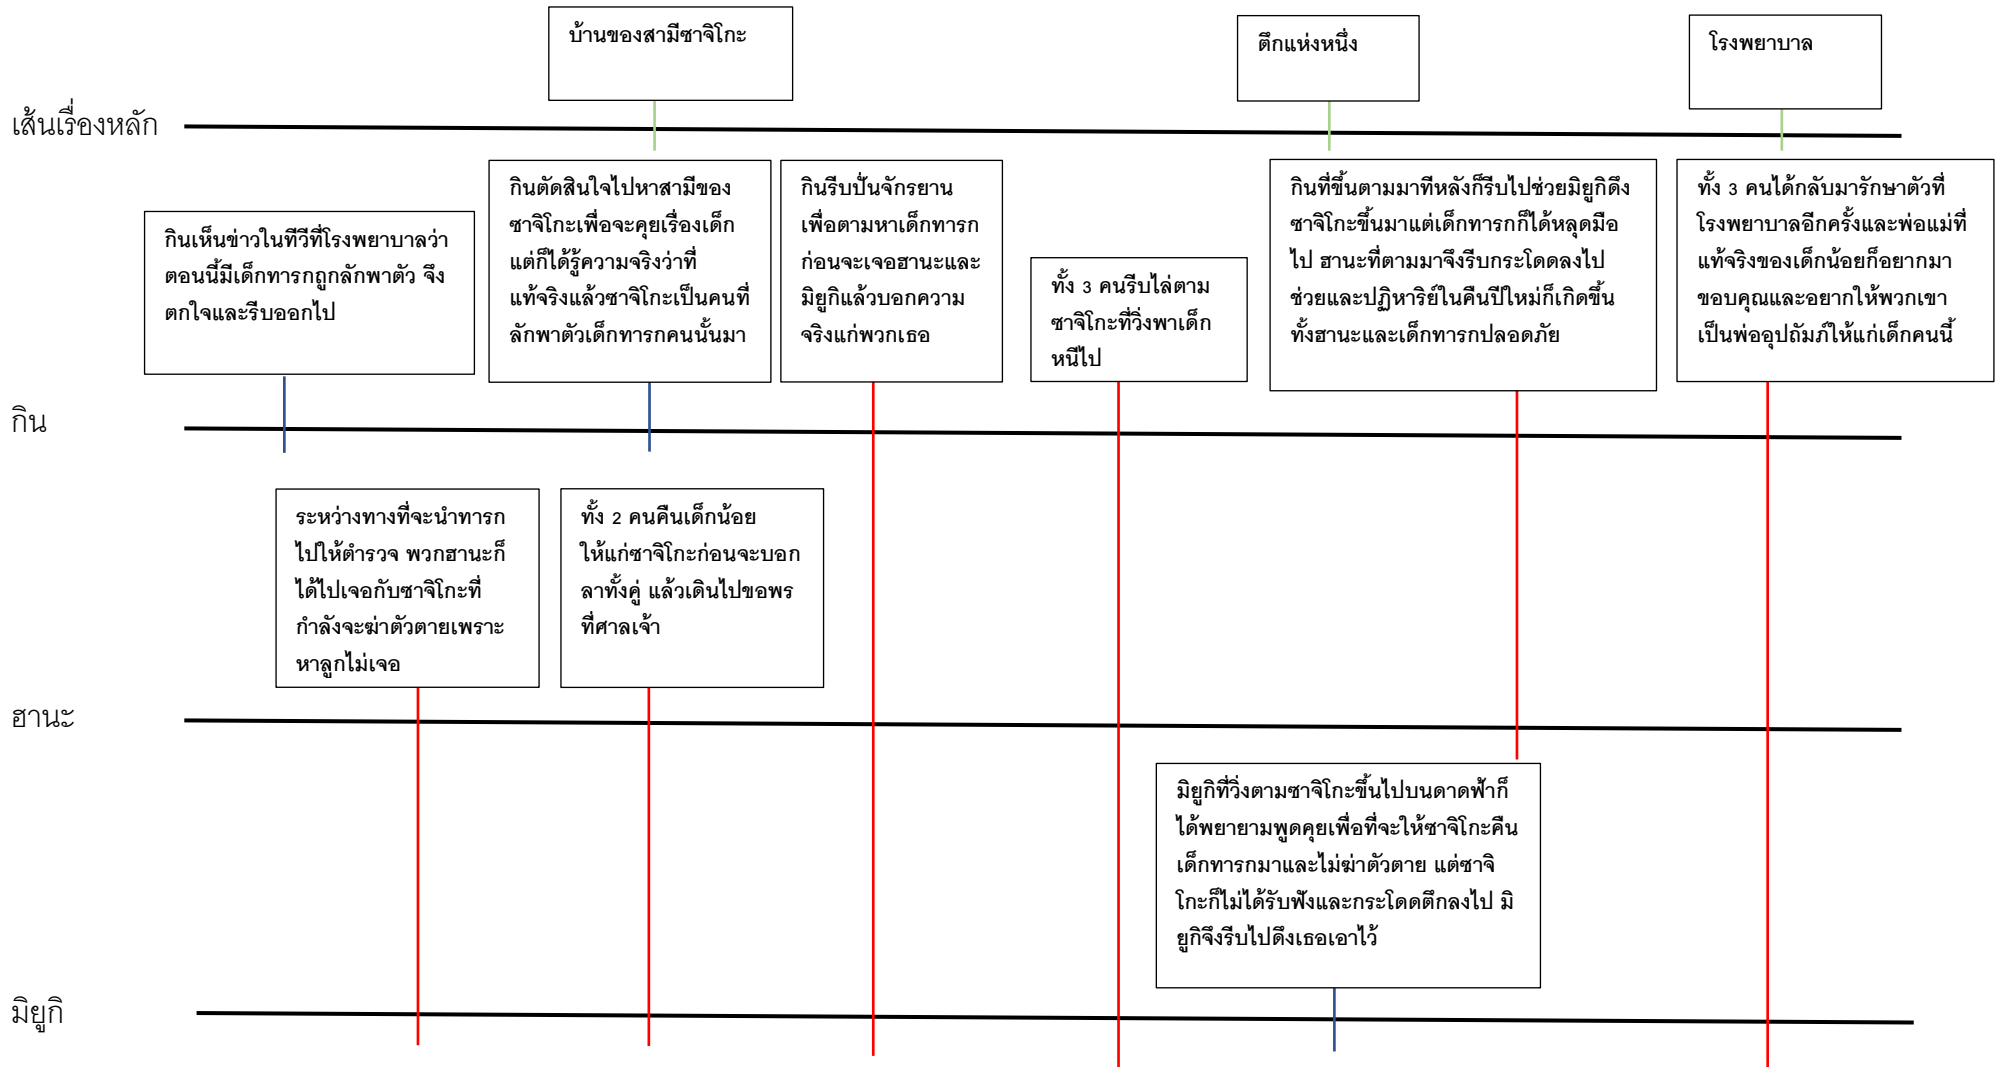 บ้านของสามีซาจิโกะ
ตึกแห่งหนึ่ง
โรงพยาบาล
เส้นเรื่องหลัก
กินเห็นข่าวในทีวีที่โรงพยาบาลว่า
ตอนนี้มีเด็กทารกถูกลักพาตัว จึง
ตกใจและรีบออกไป
กินตัดสินใจไปหาสามีของ
ซาจิโกะเพื่อจะคุยเรื่องเด็ก
แต่ก็ได้รู้ความจริงว่าที่
แท้จริงแล้วซาจิโกะเป็นคนที่
ลักพาตัวเด็กทารกคนนั้นมา
กินรีบปั่นจักรยาน
เพื่อตามหาเด็กทารก
ก่อนจะเจอฮานะและ
มิยูกิแล้วบอกความ
จริงแก่พวกเธอ
ทั้ง 3 คนรีบไล่ตาม
ซาจิโกะที่วิ่งพาเด็ก
หนีไป
กินที่ขึ้นตามมาทีหลังก็รีบไปช่วยมิยูกิดึง
ซาจิโกะขึ้นมาแต่เด็กทารกก็ได้หลุดมือ
ไป ฮานะที่ตามมาจึงรีบกระโดดลงไป
ช่วยและปฏิหาริย์ในคืนปีใหม่ก็เกิดขึ้น
ทั้งฮานะและเด็กทารกปลอดภัย
ทั้ง 3 คนได้กลับมารักษาตัวที่
โรงพยาบาลอีกครั้งและพ่อแม่ที่
แท้จริงของเด็กน้อยก็อยากมา
ขอบคุณและอยากให้พวกเขา
เป็นพ่ออุปถัมภ์ให้แก่เด็กคนนี้
กิน
ระหว่างทางที่จะนำทารก
ไปให้ตำรวจ พวกฮานะก็
ได้ไปเจอกับซาจิโกะที่
กำลังจะฆ่าตัวตายเพราะ
หาลูกไม่เจอ
ทั้ง 2 คนคืนเด็กน้อย
ให้แก่ซาจิโกะก่อนจะบอก
ลาทั้งคู่ แล้วเดินไปขอพร
ที่ศาลเจ้า
ฮานะ
มิยูกิที่วิ่งตามซาจิโกะขึ้นไปบนดาดฟ้าก็
ได้พยายามพูดคุยเพื่อที่จะให้ซาจิโกะคืน
เด็กทารกมาและไม่ฆ่าตัวตาย แต่ซาจิ
โกะก็ไม่ได้รับฟังและกระโดดตึกลงไป มิ
ยูกิจึงรีบไปดึงเธอเอาไว้
มิยูกิ